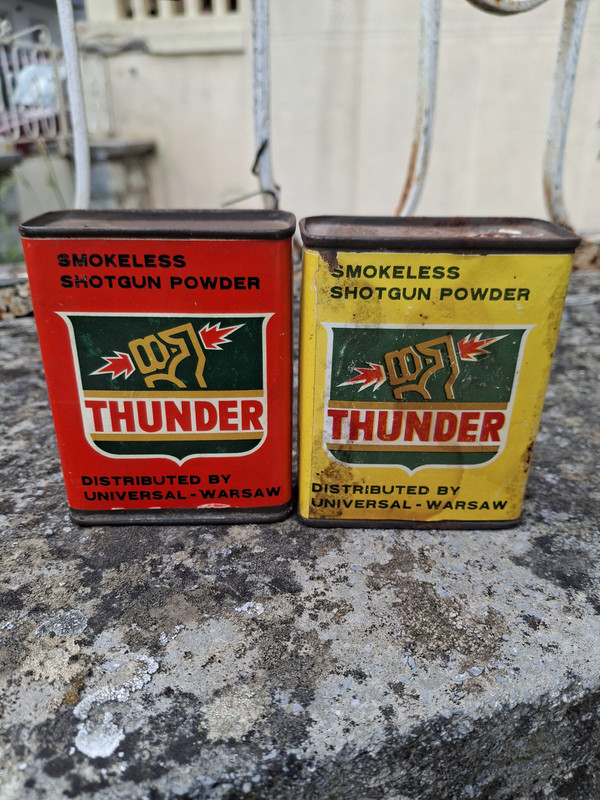 SMOKELESS
SHOTGUN POWDER
THUNDER
DISTRIBUTED BY
UNIVERSAL - WARSAW
SMOKELESS
SHOTGUN POWDER
THUNDER
DISTRIBUTED BY
UNIVERSAL - WARSAW